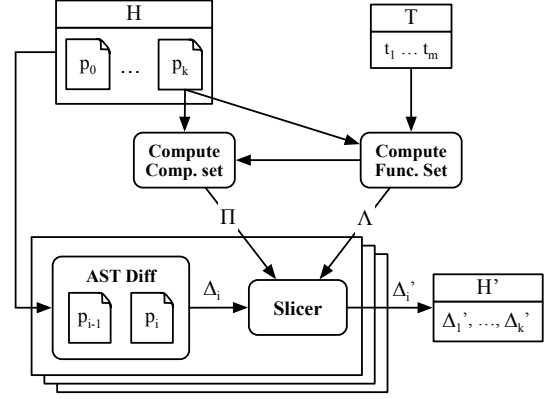 H
T
p0 … pk
t1 … tm
Compute
Comp. set
Compute
Func. Set
Π
Λ
AST Diff
pi-1 pi
Δi
Slicer
Δi’
H’
Δ1’, …, Δk’